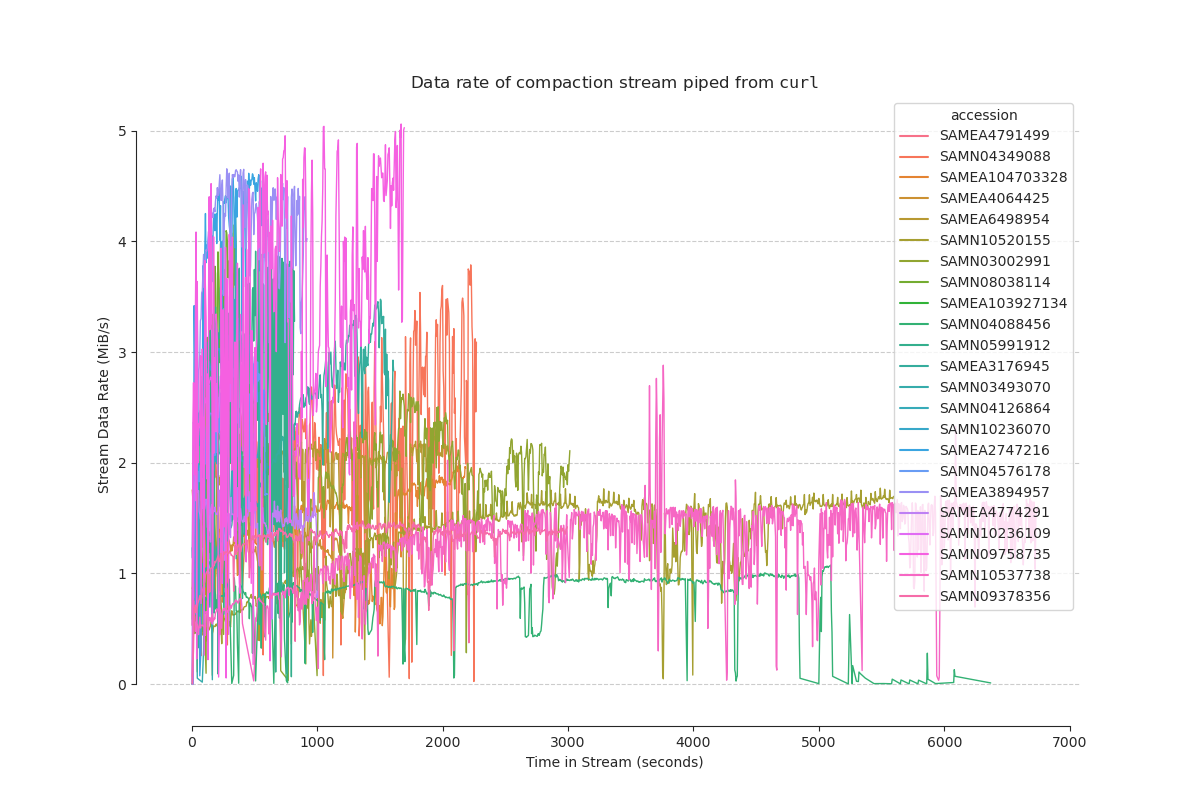 Data rate of compaction stream piped from curl
accession
SAMEA4791499
SAMN04349088
SAMEA104703328
SAMEA4064425
SAMEA6498954
SAMN10520155
SAMN03002991
SAMN08038114
SAMEA103927134
SAMN04088456
SAMN05991912
SAMEA3176945
SAMN03493070
SAMN04126864
SAMN10236070
SAMEA2747216
SAMN04576178
SAMEA3894957
SAMEA4774291
SAMN10236109
SAMN09758735
SAMN10537738
SAMN09378356
Stream Data Rate (MiB/s)
5
4
3
2
1
0
0 1000 2000 3000 4000 5000 6000 7000
Time in Stream (seconds)